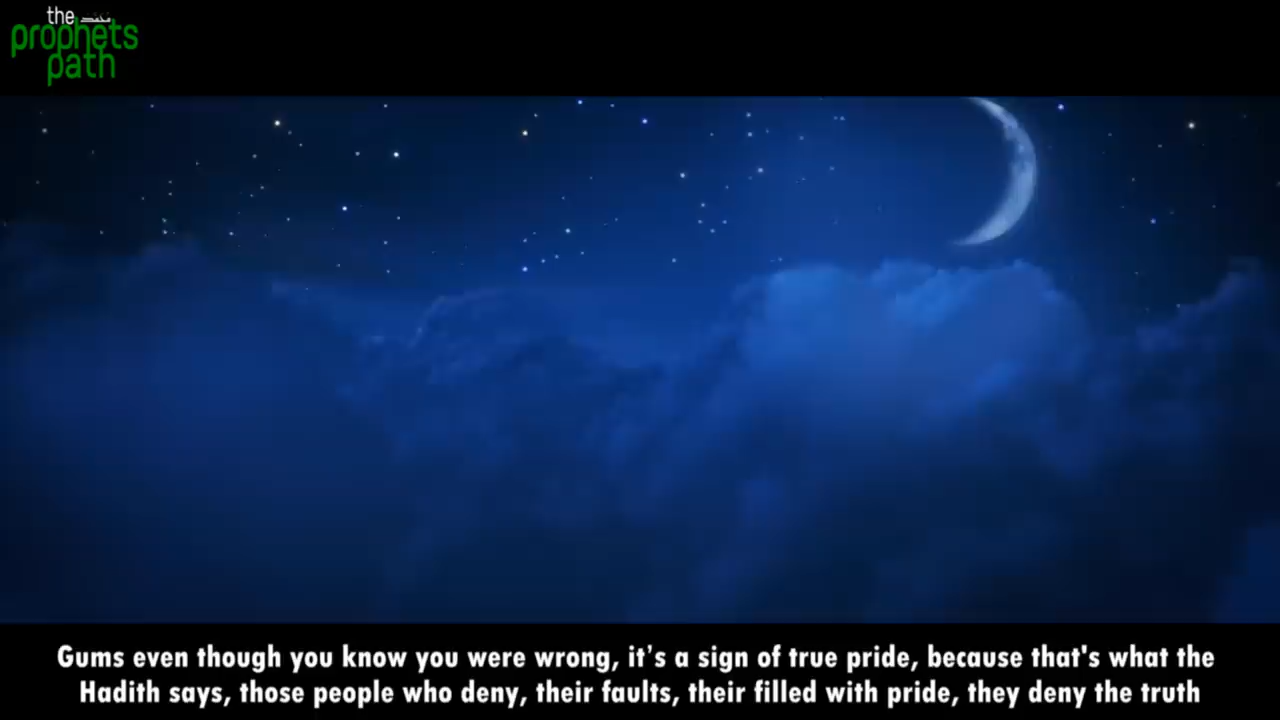 the
prophets
path
Gums even though you know you were wrong, it's a sign of true pride, because that's what the
Hadith says, those people who deny, their faults, their filled with pride, they deny the truth